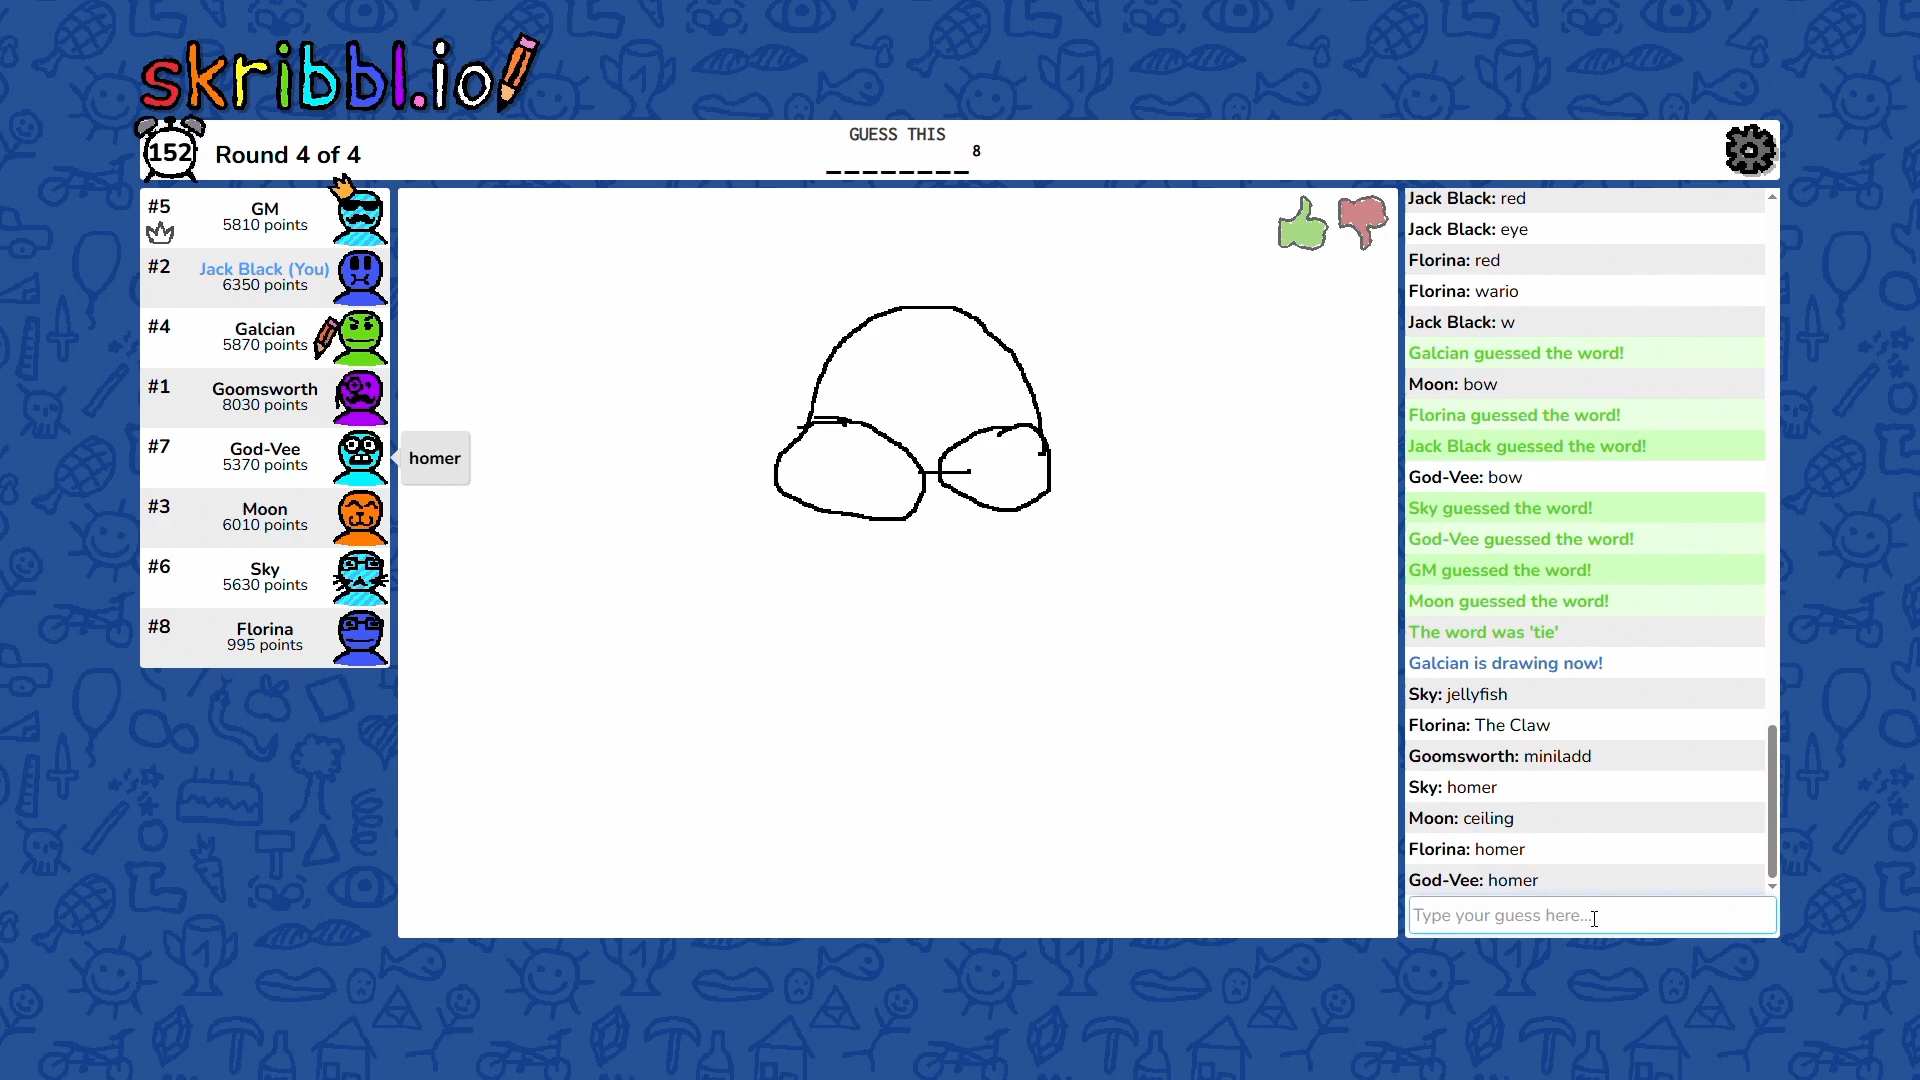 skribbl.io
152
Round 4 of 4
GUESS THIS
________ 8
#5
GM
5810 points
#2
Jack Black (You)
6350 points
#4
Galcian
5870 points
#1
Goomsworth
8030 points
#7
God-Vee
5370 points
homer
#3
Moon
6010 points
#6
Sky
5630 points
#8
Florina
995 points
Jack Black: red
Jack Black: eye
Florina: red
Florina: wario
Jack Black: w
Galcian guessed the word!
Moon: bow
Florina guessed the word!
Jack Black guessed the word!
God-Vee: bow
Sky guessed the word!
God-Vee guessed the word!
GM guessed the word!
Moon guessed the word!
The word was 'tie'
Galcian is drawing now!
Sky: jellyfish
Florina: The Claw
Goomsworth: miniladd
Sky: homer
Moon: ceiling
Florina: homer
God-Vee: homer
Type your guess here...